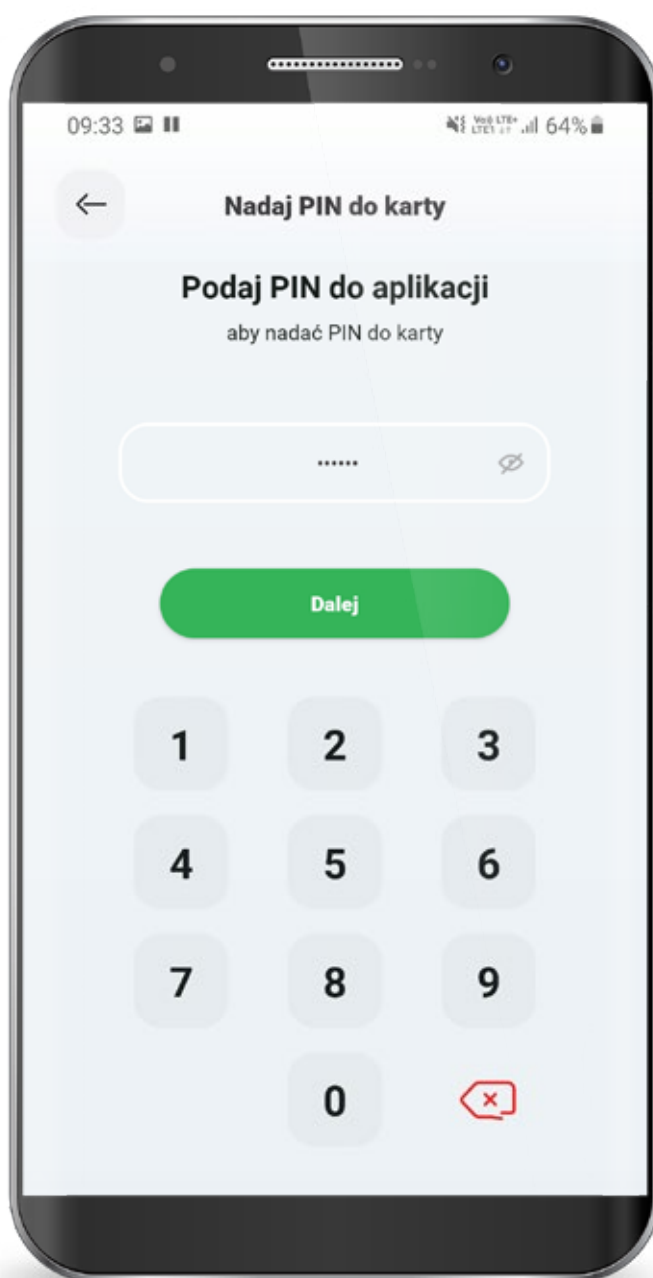 09:33 64%
Nadaj PIN do karty
Podaj PIN do aplikacji
aby nadać PIN do karty
••••••
Dalej
1 2 3
4 5 6
7 8 9
0